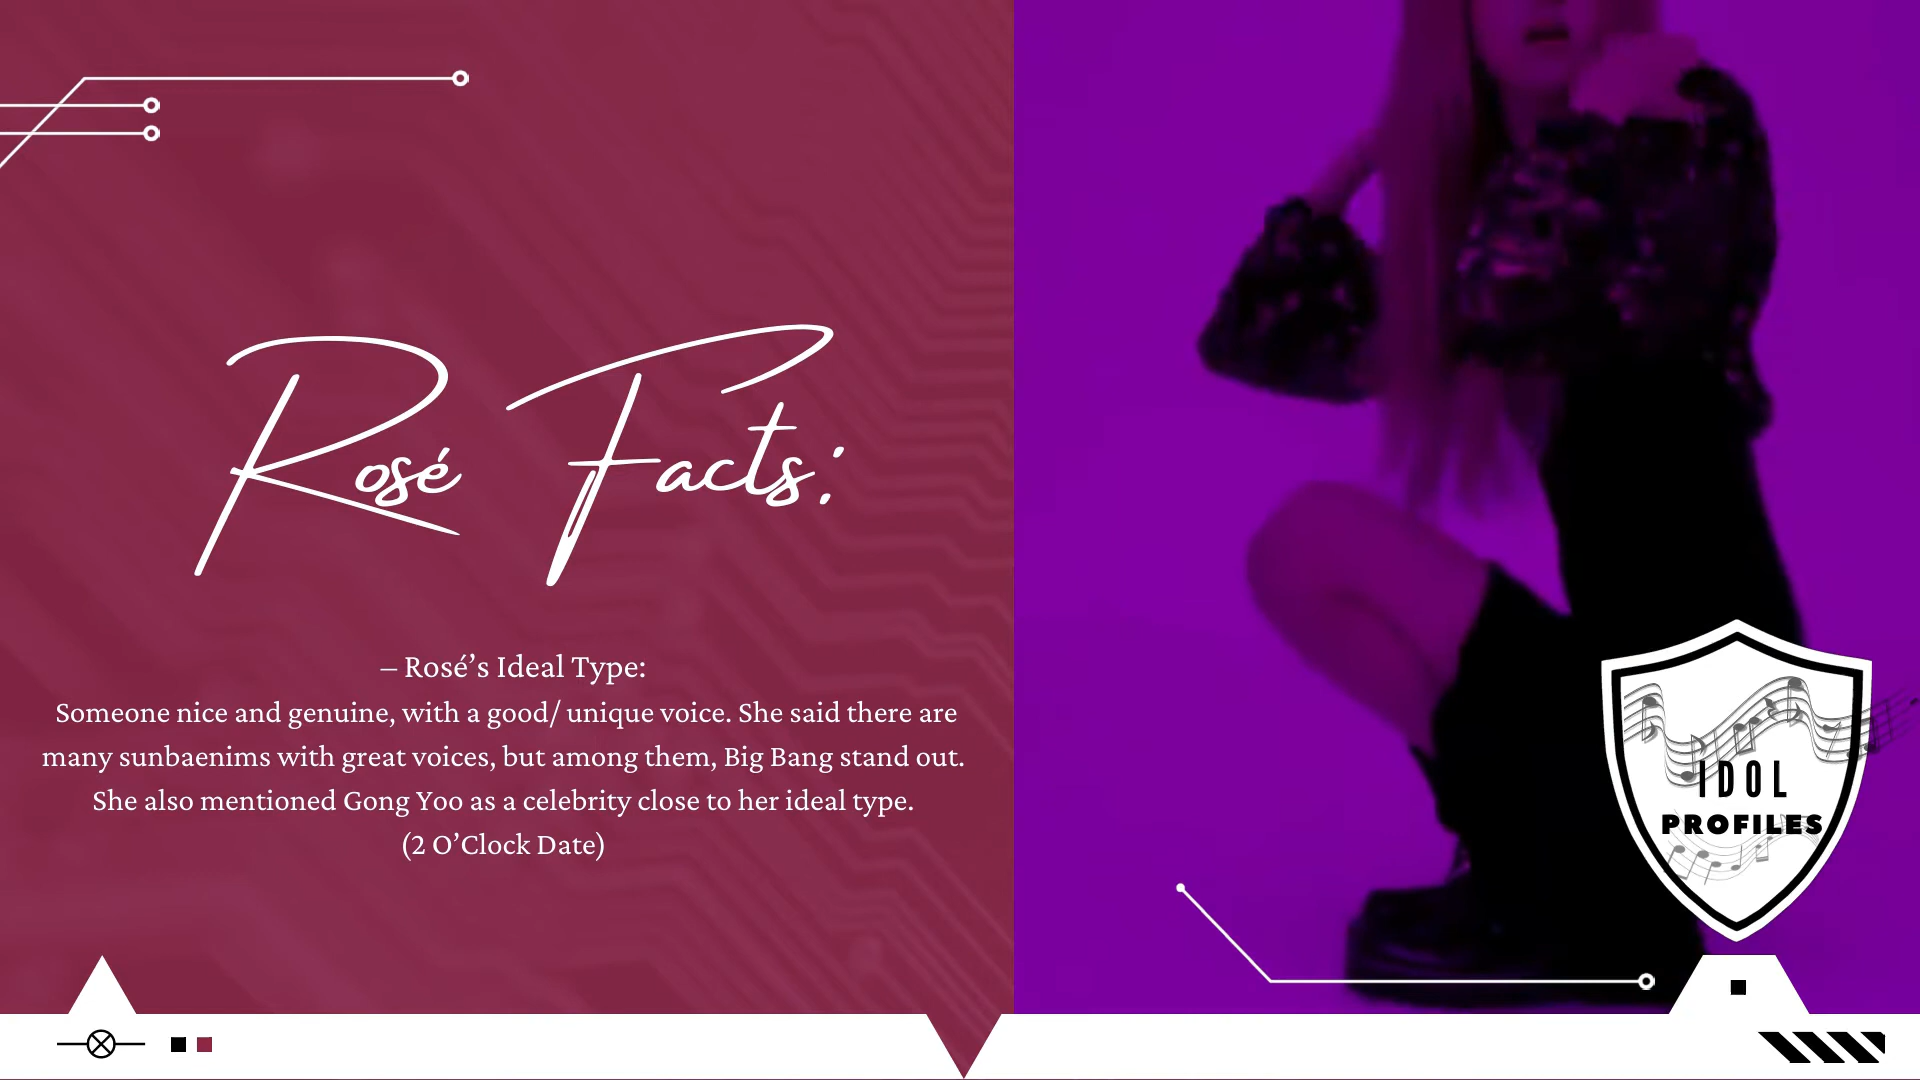 Rosé Facts:
– Rosé’s Ideal Type:
Someone nice and genuine, with a good/ unique voice. She said there are
many sunbaenims with great voices, but among them, Big Bang stand out.
She also mentioned Gong Yoo as a celebrity close to her ideal type.
(2 O’Clock Date)
IDOL
PROFILES